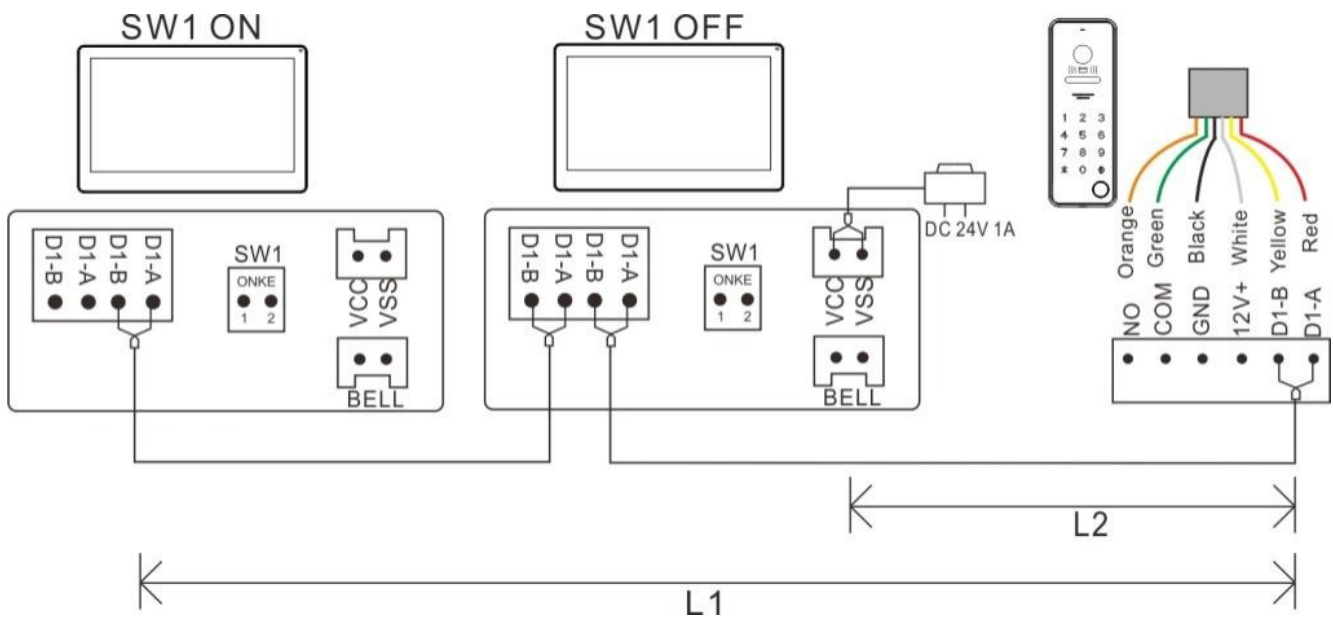 SW1 ON
SW1 OFF
1 2 3
4 5 6
7 8 9
* 0
DC 24V 1A
Orange
Green
Black
White
Yellow
Red
D1-B
D1-A
D1-B
D1-A
SW1
ONKE
1 2
VCC
VSS
BELL
D1-B
D1-A
D1-B
D1-A
SW1
ONKE
1 2
VCC
VSS
BELL
NO
COM
GND
12V+
D1-B
D1-A
L2
L1